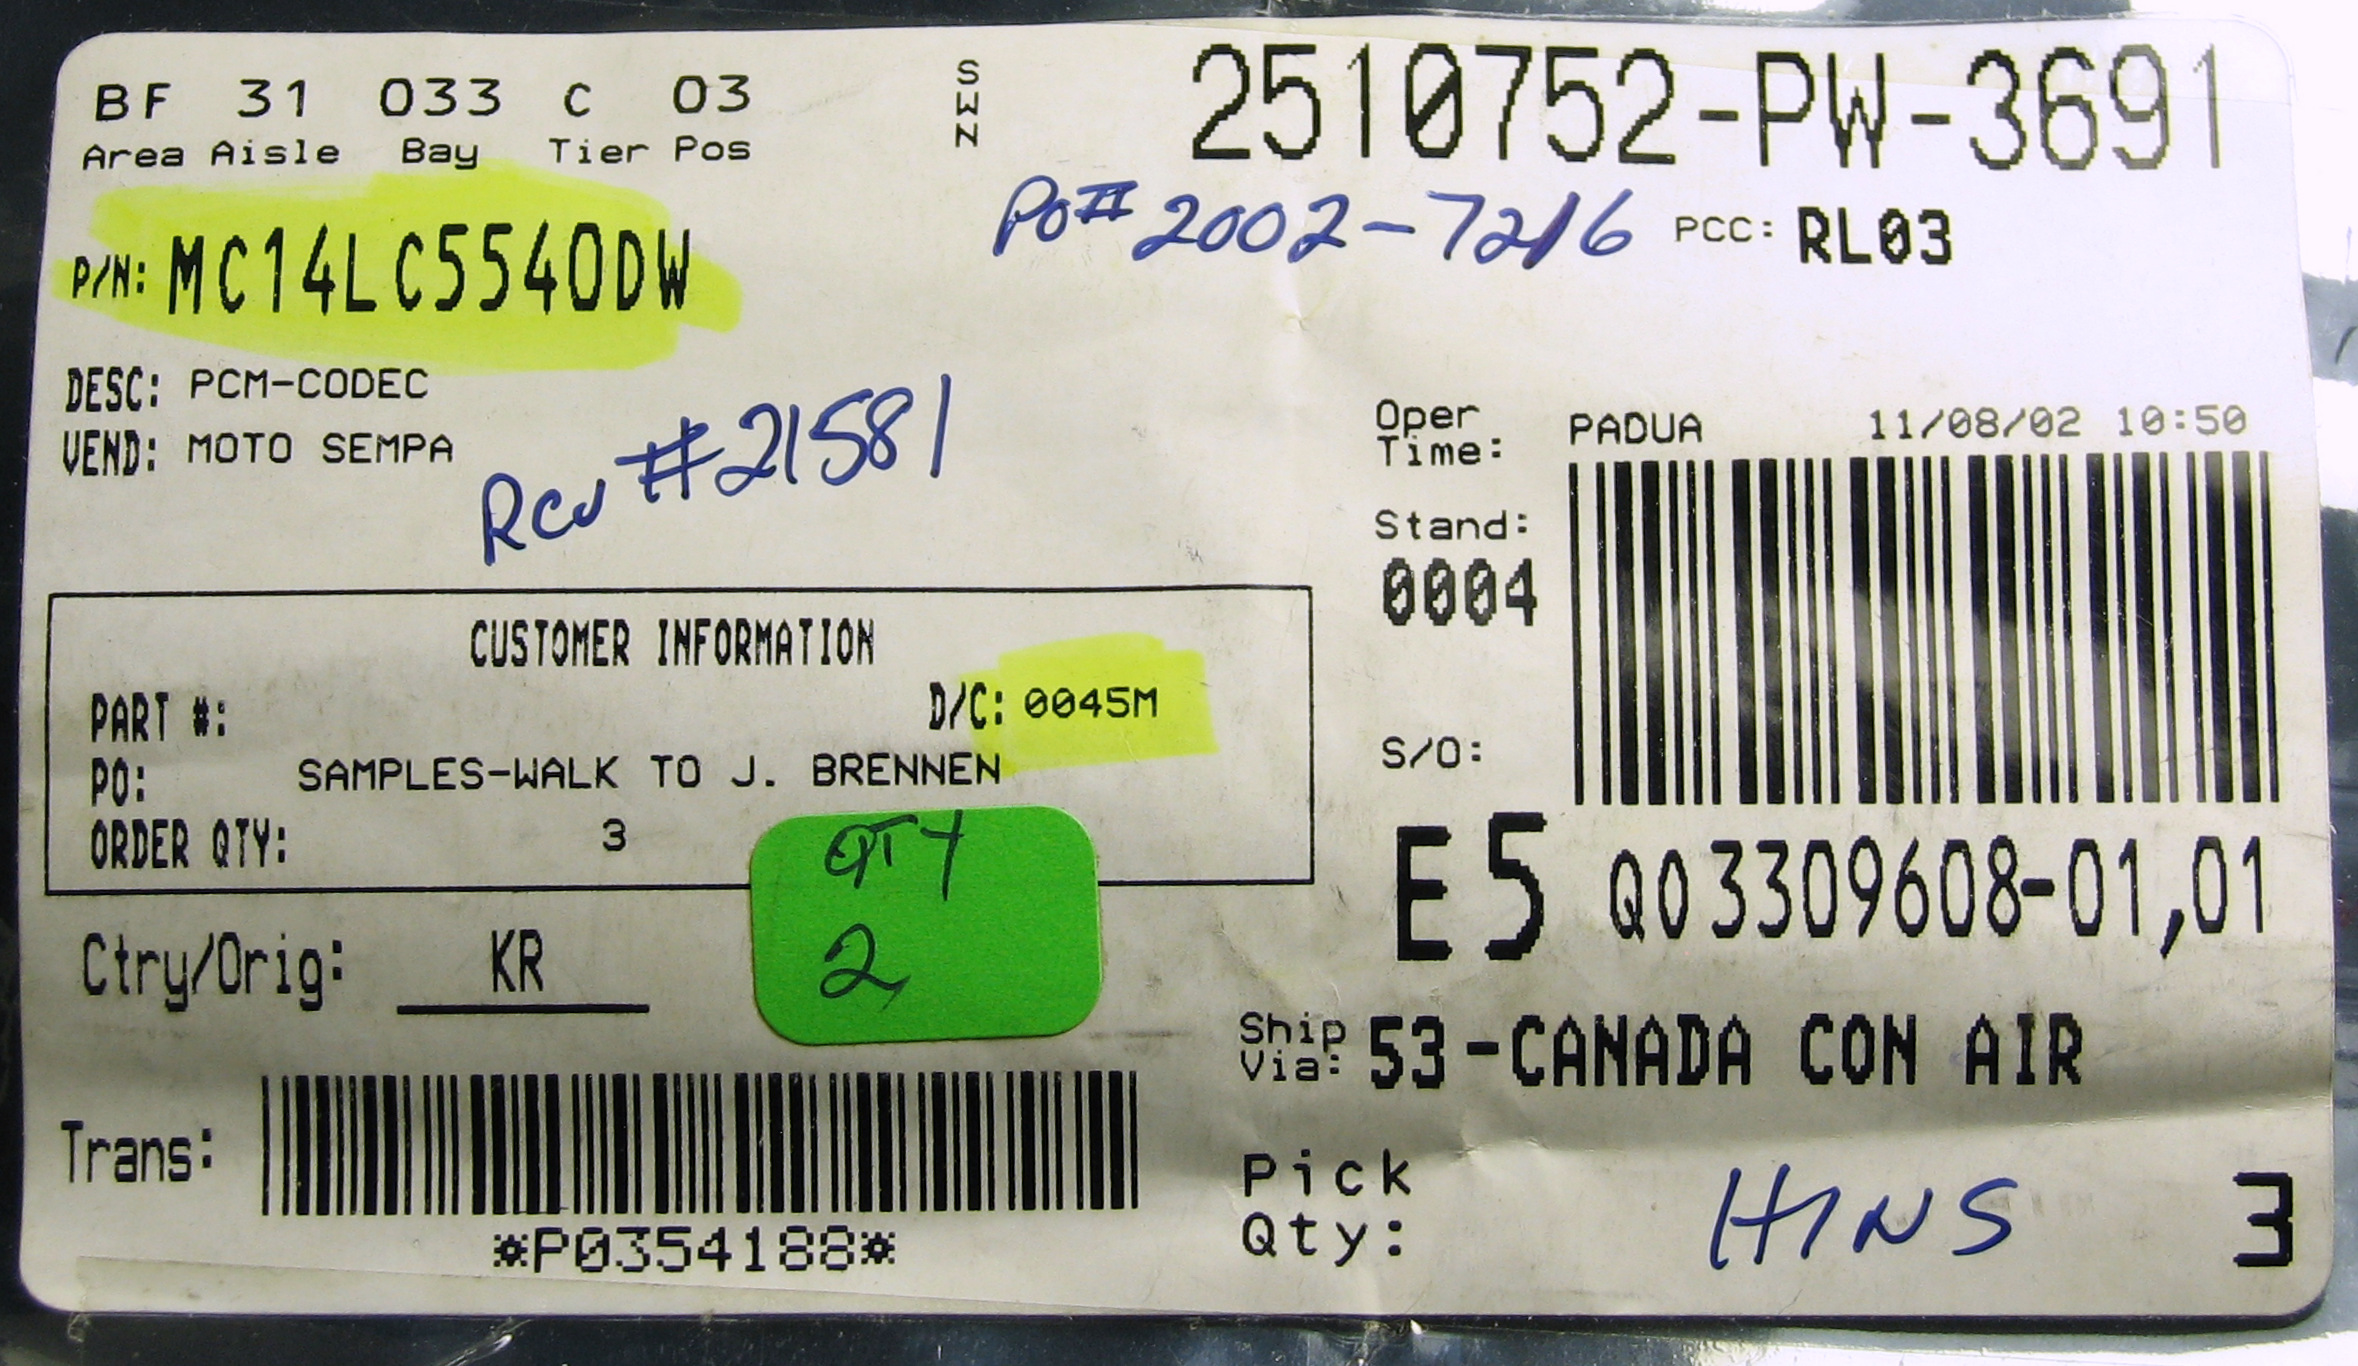 BF 31 033 C 03
Area Aisle Bay Tier Pos
SWN
2510752-PW-3691
PO# 2002-7216
PCC: RL03
P/N: MC14LC5540DW
DESC: PCM-CODEC
VEND: MOTO SEMPA
Rcv #21581
Oper Time: PADUA 11/08/02 10:50
Stand:
0004
CUSTOMER INFORMATION
PART #:
D/C: 0045M
PO: SAMPLES-WALK TO J. BRENNEN
ORDER QTY: 3
QTY
2
S/O:
E5 Q03309608-01,01
Ctry/Orig: KR
Ship Via: 53-CANADA CON AIR
Trans:
*P0354188*
Pick Qty: 3